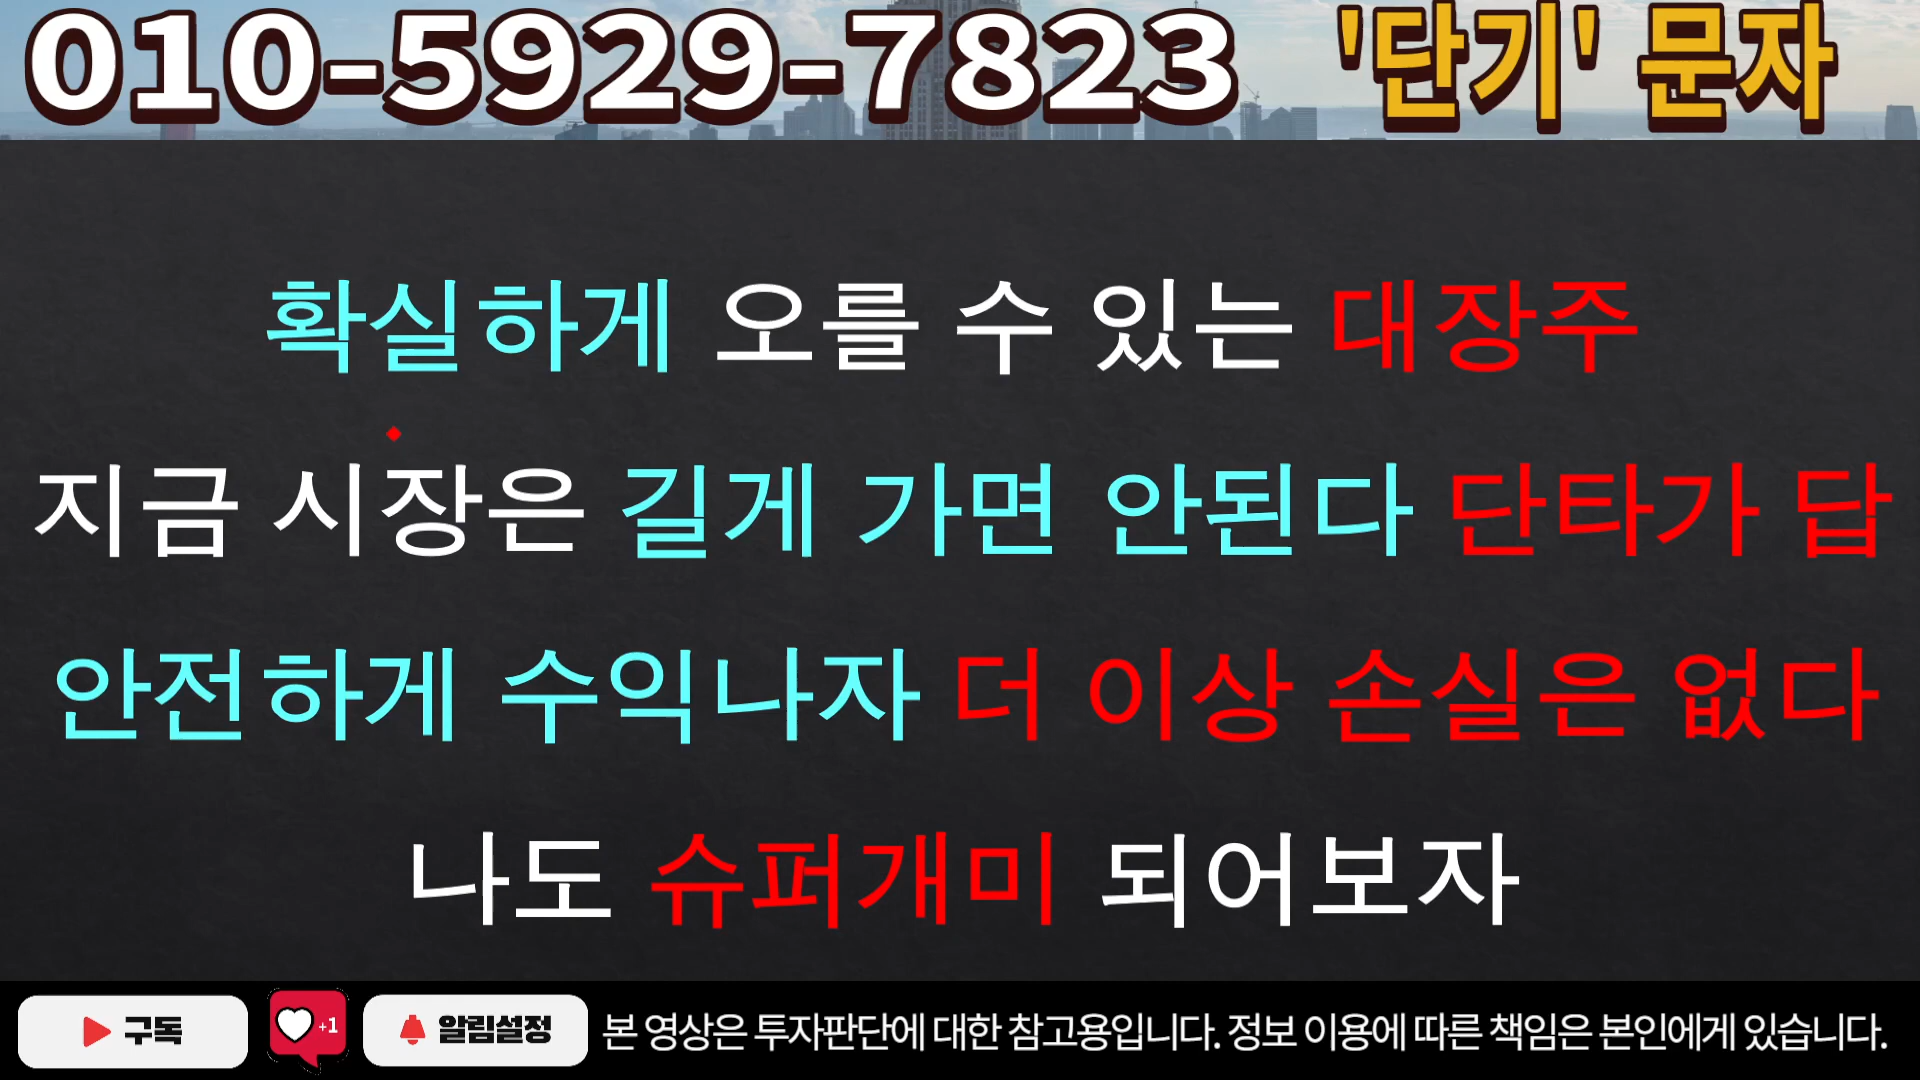 010-5929-7823 '단기' 문자
확실하게 오를 수 있는 대장주
지금 시장은 길게 가면 안된다 단타가 답
안전하게 수익나자 더 이상 손실은 없다
나도 슈퍼개미 되어보자
구독 +1 알림설정 본 영상은 투자판단에 대한 참고용입니다. 정보 이용에 따른 책임은 본인에게 있습니다.